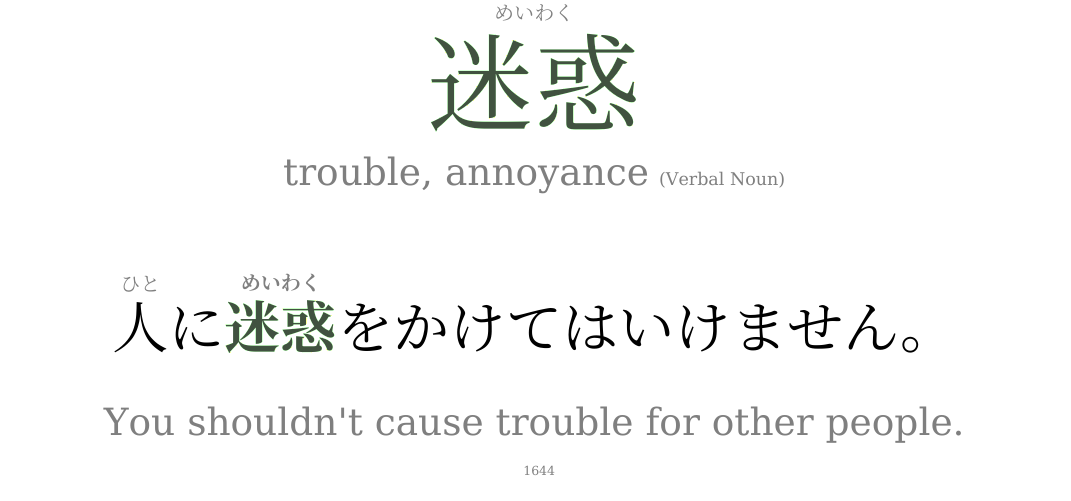 めいわく
迷惑
trouble, annoyance (Verbal Noun)
ひと めいわく
人に迷惑をかけてはいけません。
You shouldn't cause trouble for other people.
1644